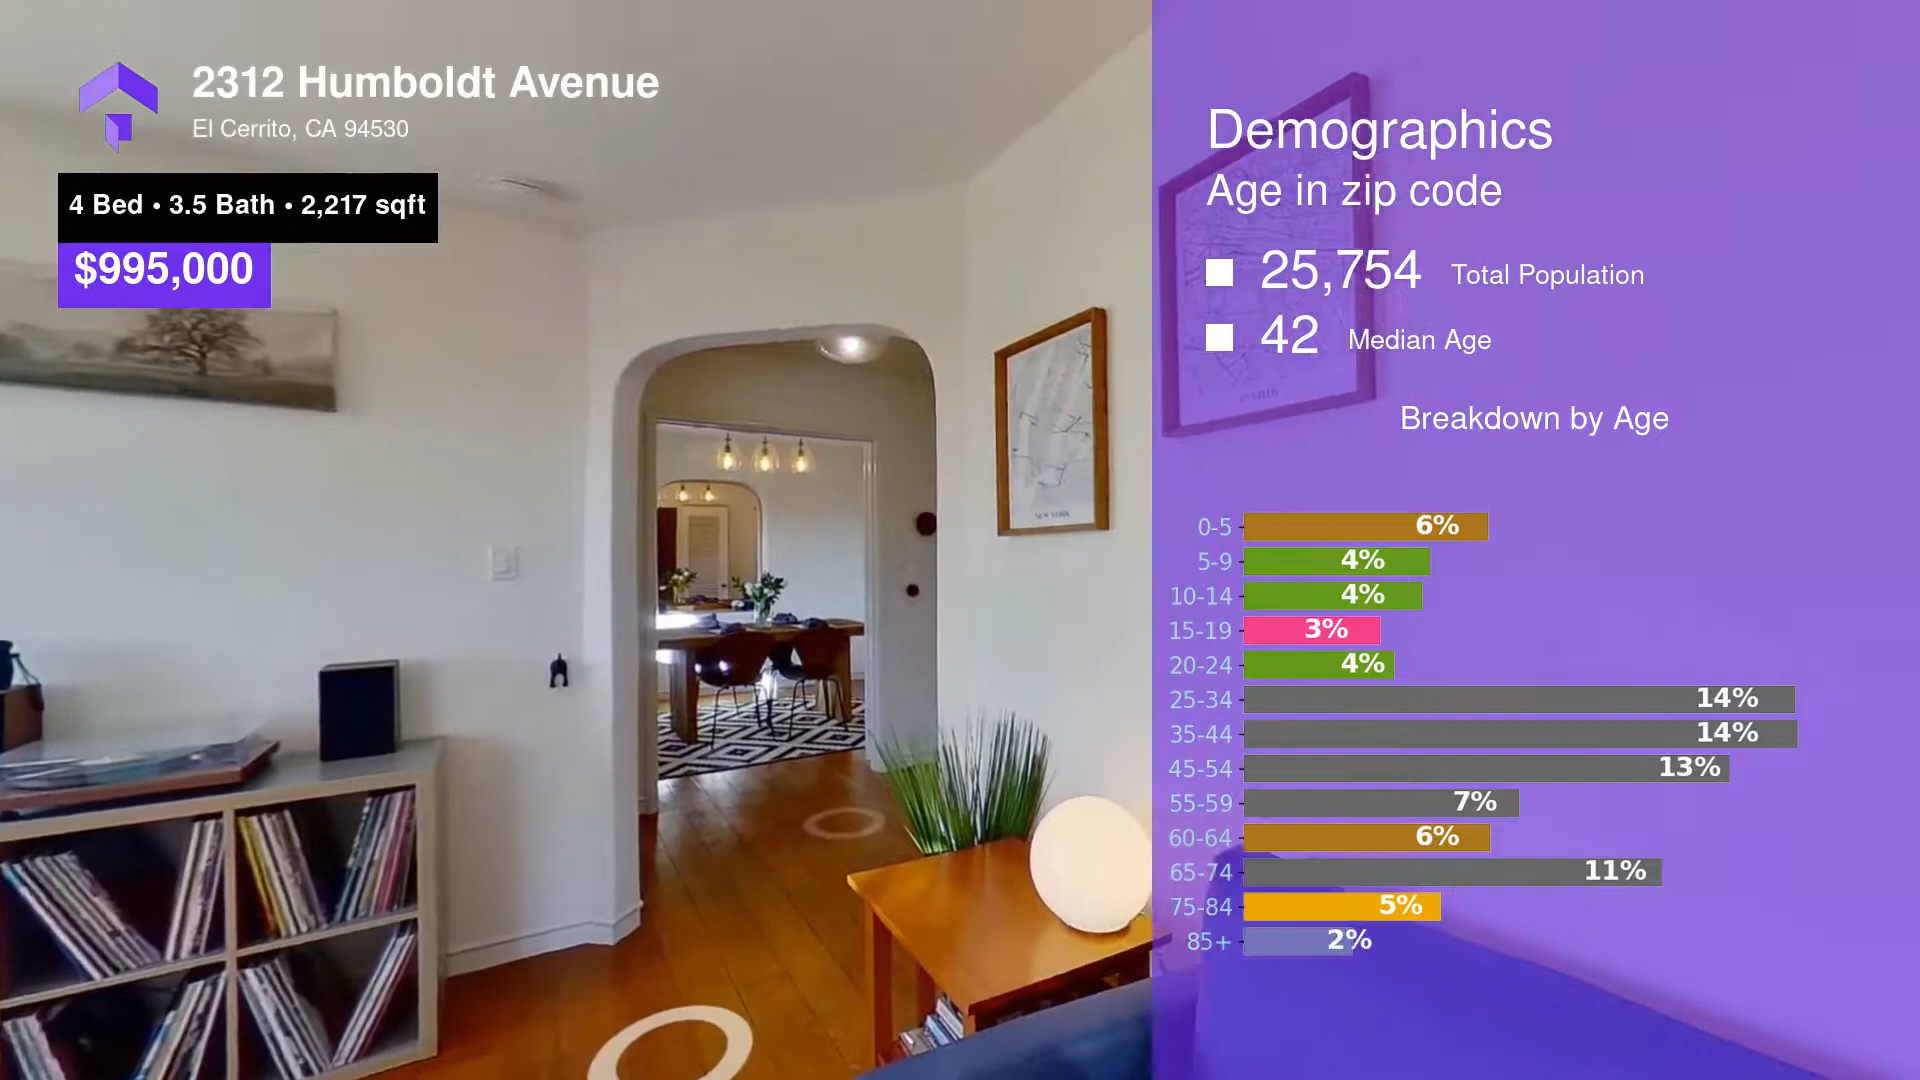 2312 Humboldt Avenue
El Cerrito, CA 94530
4 Bed • 3.5 Bath • 2,217 sqft
$995,000
NEW YORK
Demographics
Age in zip code
25,754 Total Population
42 Median Age
PARIS
Breakdown by Age
0-5 6%
5-9 4%
10-14 4%
15-19 3%
20-24 4%
25-34 14%
35-44 14%
45-54 13%
55-59 7%
60-64 6%
65-74 11%
75-84 5%
85+ 2%